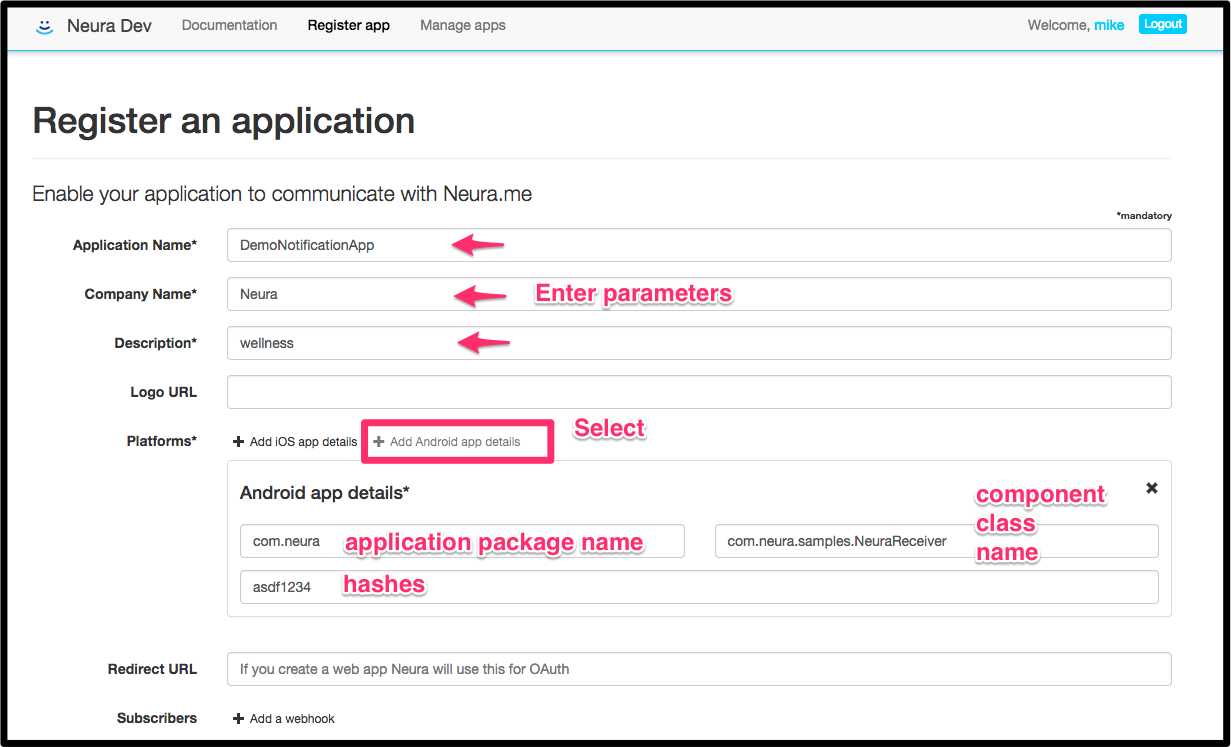 Neura Dev Documentation Register app Manage apps Welcome, mike Logout
Register an application
Enable your application to communicate with Neura.me
*mandatory
Application Name* DemoNotificationApp
Company Name* Neura Enter parameters
Description* wellness
Logo URL
Platforms* Add iOS app details Add Android app details Select
Android app details*
com.neura application package name com.neura.samples.NeuraReceiver component class name
asdf1234 hashes
Redirect URL If you create a web app Neura will use this for OAuth
Subscribers Add a webhook